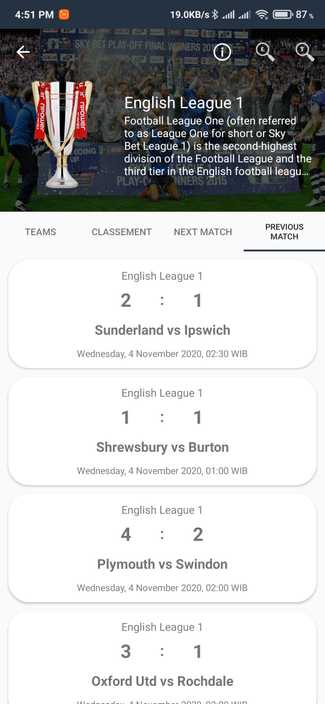 4:51 PM
19.0KB/s
87%
SKY BET PLAY-OFF FINAL WINNERS 2015
English League 1
Football League One (often referred
to as League One for short or Sky
Bet League 1) is the second-highest
division of the Football League and the
third tier in the English football leagu...
PLAY-O
WINNERS 2015
TEAMS
CLASSEMENT
NEXT MATCH
PREVIOUS
MATCH
English League 1
2 : 1
Sunderland vs Ipswich
Wednesday, 4 November 2020, 02:30 WIB
English League 1
1 : 1
Shrewsbury vs Burton
Wednesday, 4 November 2020, 01:00 WIB
English League 1
4 : 2
Plymouth vs Swindon
Wednesday, 4 November 2020, 02:00 WIB
English League 1
3 : 1
Oxford Utd vs Rochdale